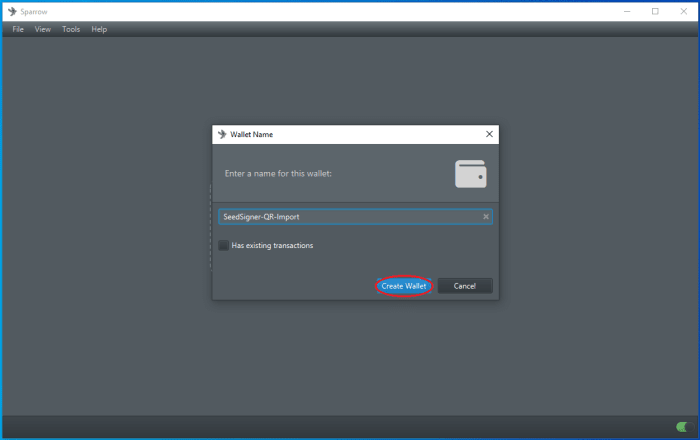 Sparrow
File View Tools Help
Wallet Name
Enter a name for this wallet:
SeedSigner-QR-Import
Has existing transactions
Create Wallet Cancel